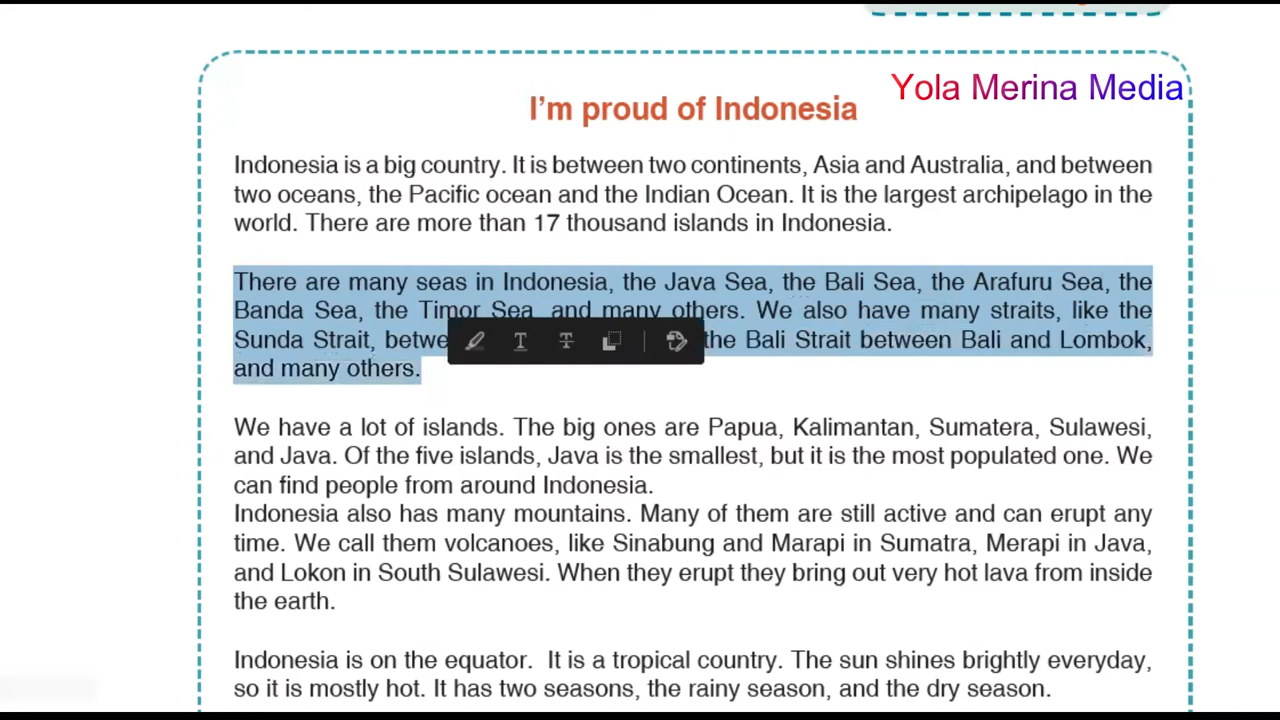 Yola Merina Media
I'm proud of Indonesia
Indonesia is a big country. It is between two continents, Asia and Australia, and between
two oceans, the Pacific ocean and the Indian Ocean. It is the largest archipelago in the
world. There are more than 17 thousand islands in Indonesia.
There are many seas in Indonesia, the Java Sea, the Bali Sea, the Arafuru Sea, the
Banda Sea, the Timor Sea, and many others. We also have many straits, like the
Sunda Strait, the Bali Strait between Bali and Lombok,
and many others.
We have a lot of islands. The big ones are Papua, Kalimantan, Sumatera, Sulawesi,
and Java. Of the five islands, Java is the smallest, but it is the most populated one. We
can find people from around Indonesia.
Indonesia also has many mountains. Many of them are still active and can erupt any
time. We call them volcanoes, like Sinabung and Marapi in Sumatra, Merapi in Java,
and Lokon in South Sulawesi. When they erupt they bring out very hot lava from inside
the earth.
Indonesia is on the equator. It is a tropical country. The sun shines brightly everyday,
so it is mostly hot. It has two seasons, the rainy season, and the dry season.